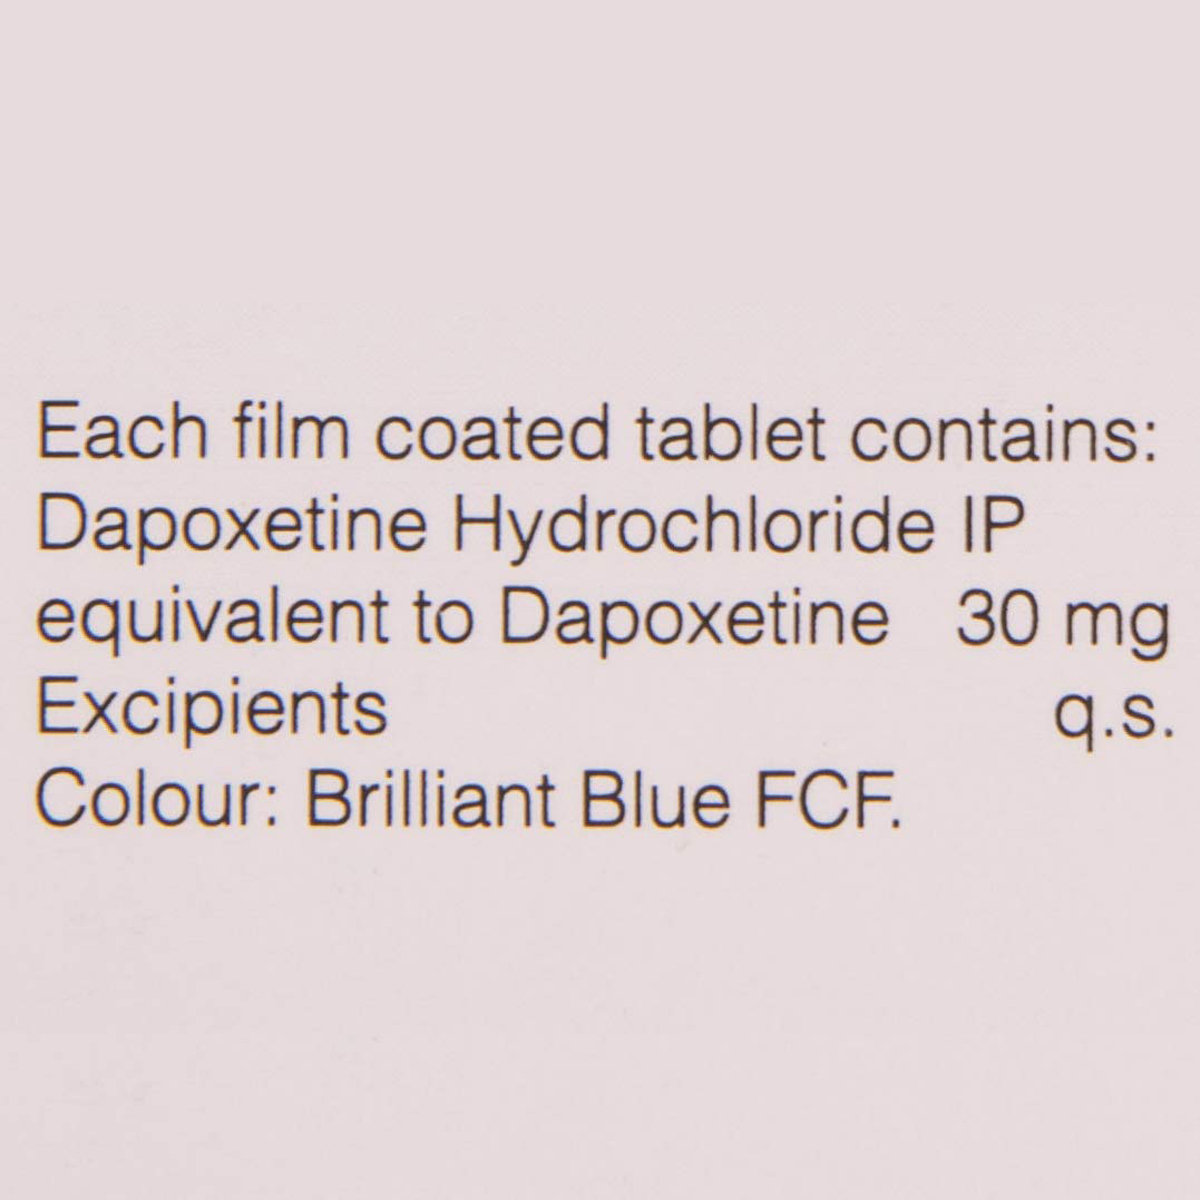 Each film coated tablet contains:
Dapoxetine Hydrochloride IP
equivalent to Dapoxetine 30 mg
Excipients q.s.
Colour: Brilliant Blue FCF.